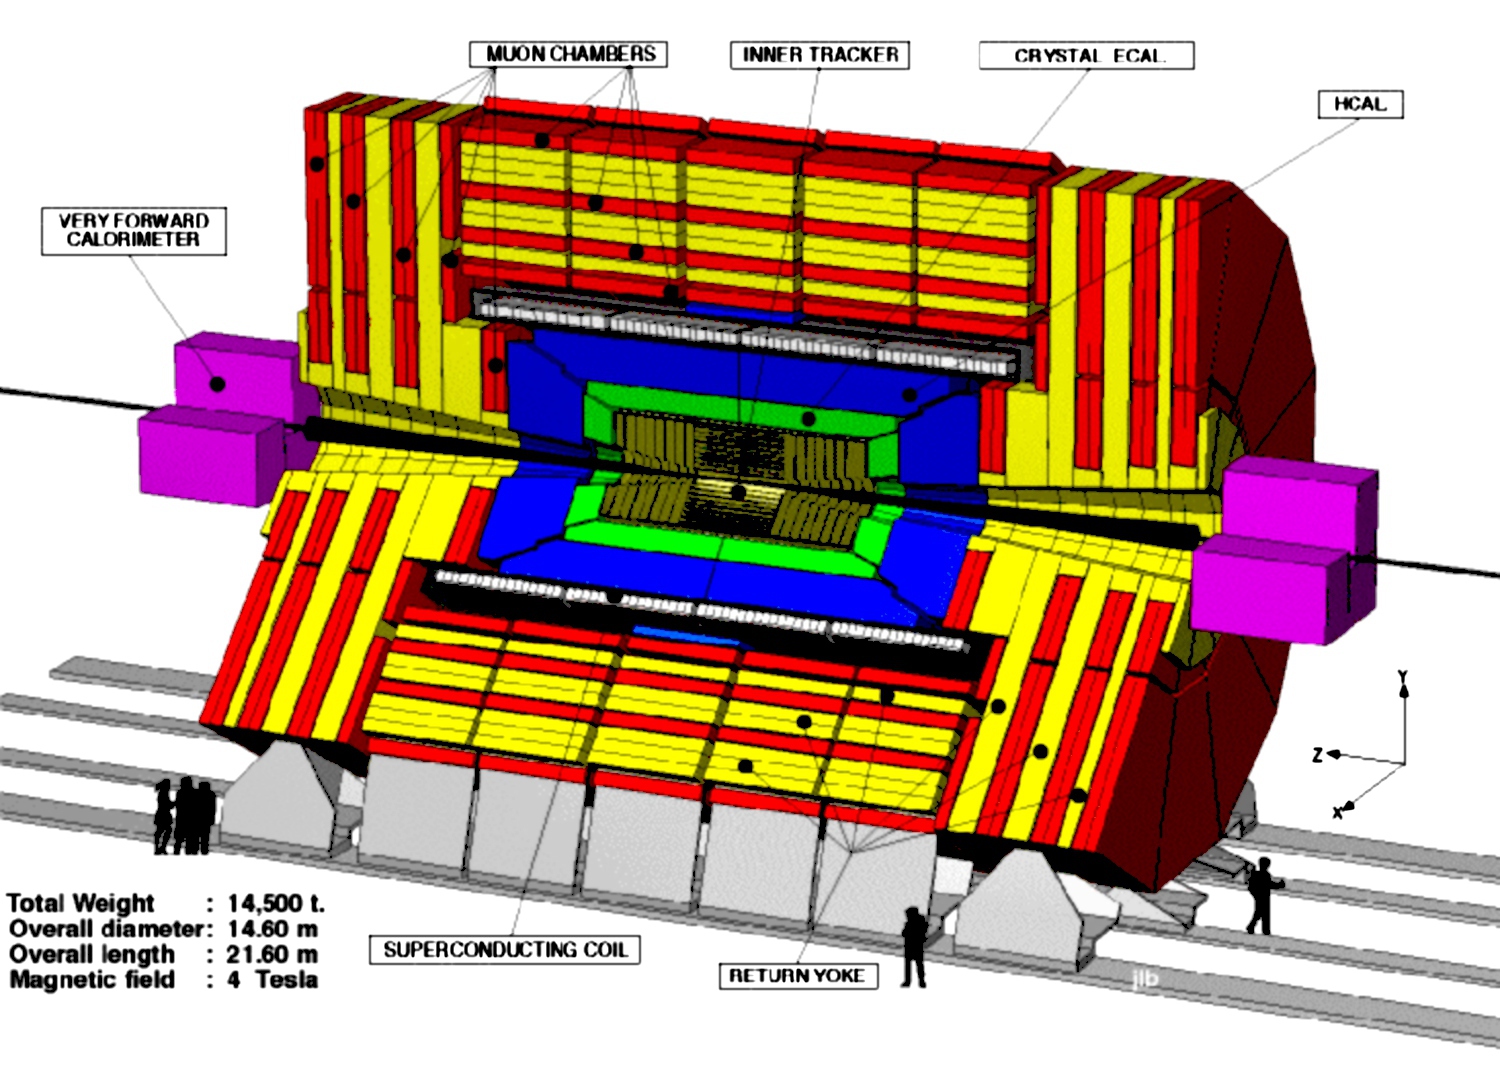 MUON CHAMBERS
INNER TRACKER
CRYSTAL ECAL
HCAL
VERY FORWARD
CALORIMETER
Y
Z
X
Total Weight : 14,500 t.
Overall diameter : 14.60 m
Overall length : 21.60 m
Magnetic field : 4 Tesla
SUPERCONDUCTING COIL
RETURN YOKE
jlb